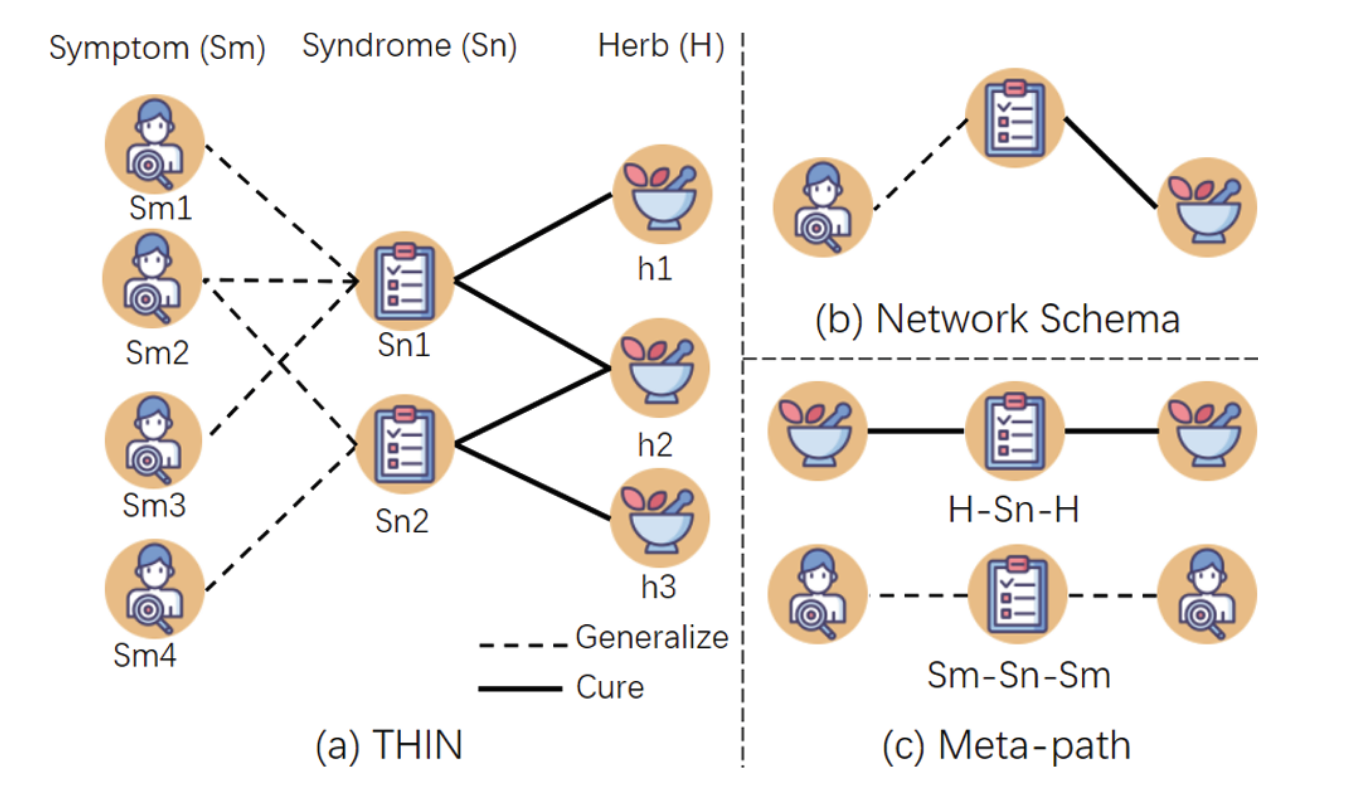 Symptom (Sm) Syndrome (Sn) Herb (H)
Sm1
h1
Sm2
Sn1
h2
Sm3
Sn2
h3
Sm4
Generalize
Cure
(a) THIN
(b) Network Schema
H-Sn-H
Sm-Sn-Sm
(c) Meta-path